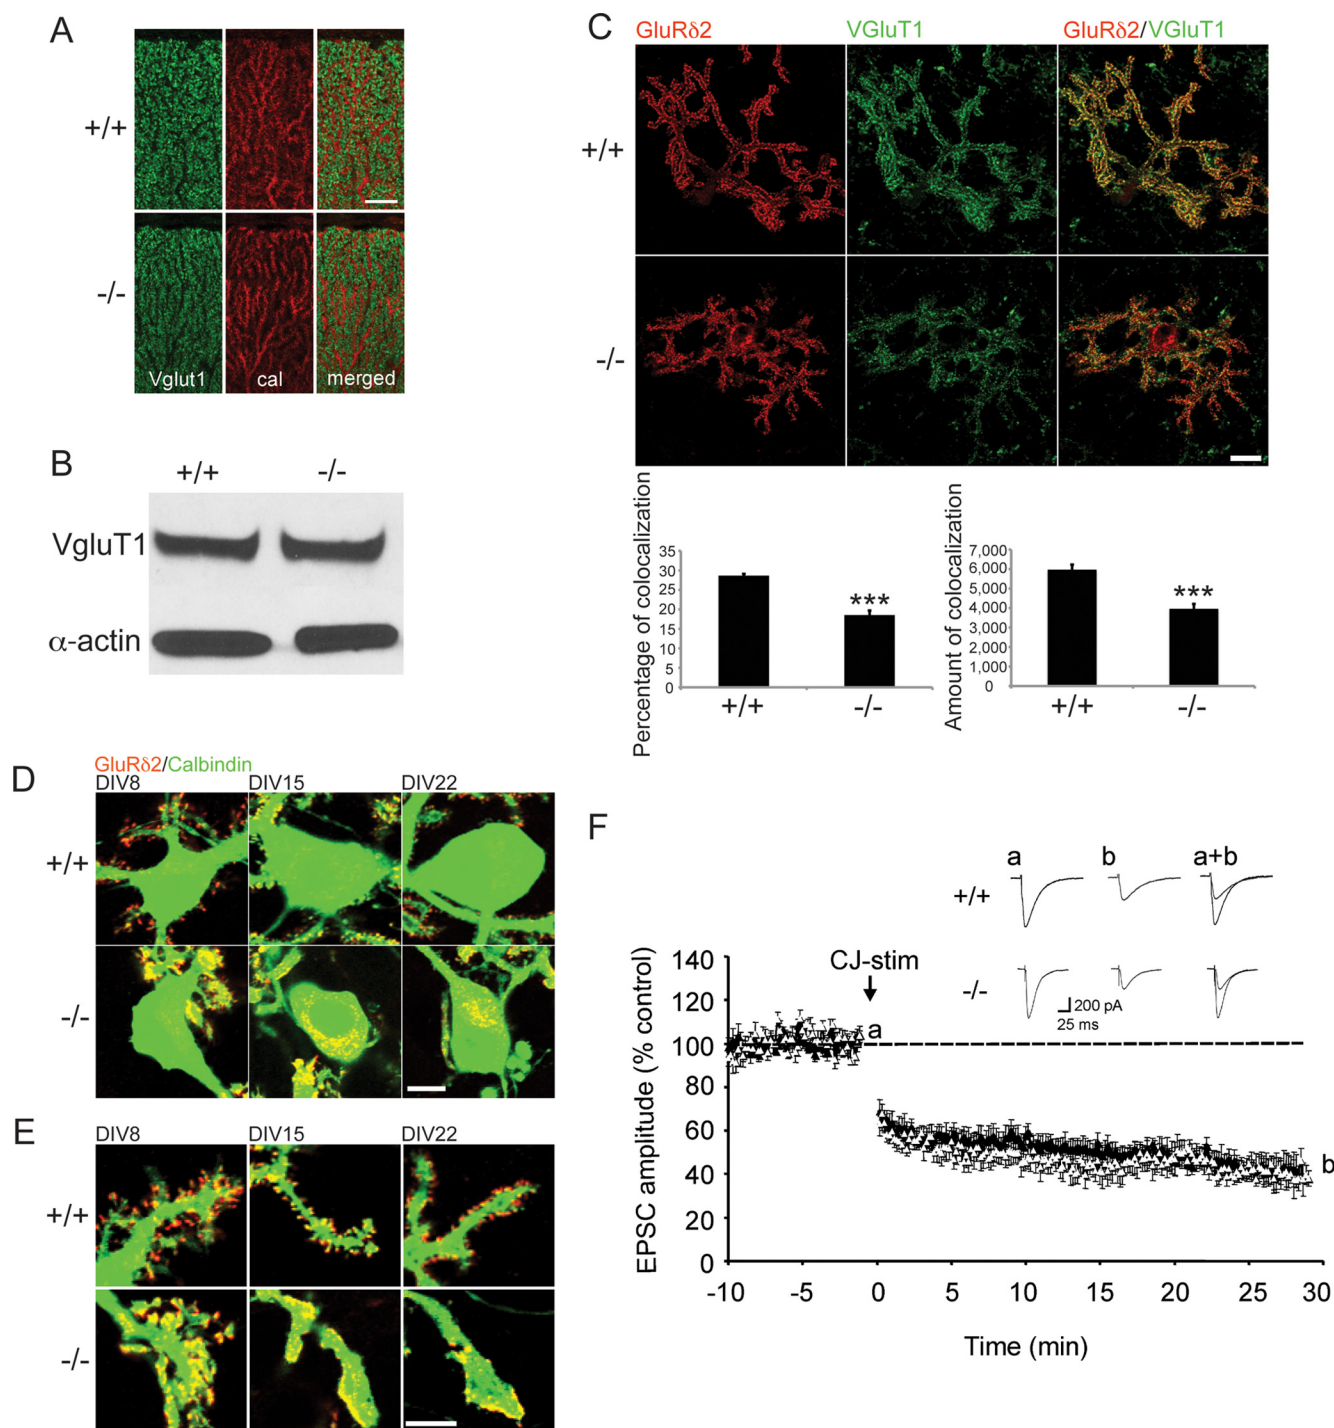 A
+/+
-/-
Vglut1 cal merged
B
+/+ -/-
VgluT1
α-actin
C
GluRδ2 VGluT1 GluRδ2/VGluT1
+/+
-/-
Percentage of colocalization
35
30
25
20
15
10
5
0
***
+/+ -/-
Amount of colocalization
7,000
6,000
5,000
4,000
3,000
2,000
1,000
0
***
+/+ -/-
D
GluRδ2/Calbindin
DIV8 DIV15 DIV22
+/+
-/-
E
DIV8 DIV15 DIV22
+/+
-/-
F
a b a+b
+/+
-/-
200 pA
25 ms
CJ-stim
a
b
EPSC amplitude (% control)
140
120
100
80
60
40
20
0
-10 -5 0 5 10 15 20 25 30
Time (min)